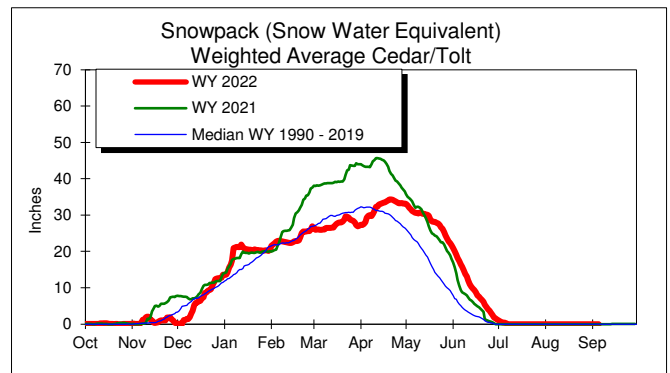 Snowpack (Snow Water Equivalent)
Weighted Average Cedar/Tolt
70
60
50
40
30
20
10
0
Inches
WY 2022
WY 2021
Median WY 1990 - 2019
Oct Nov Dec Jan Feb Mar Apr May Jun Jul Aug Sep